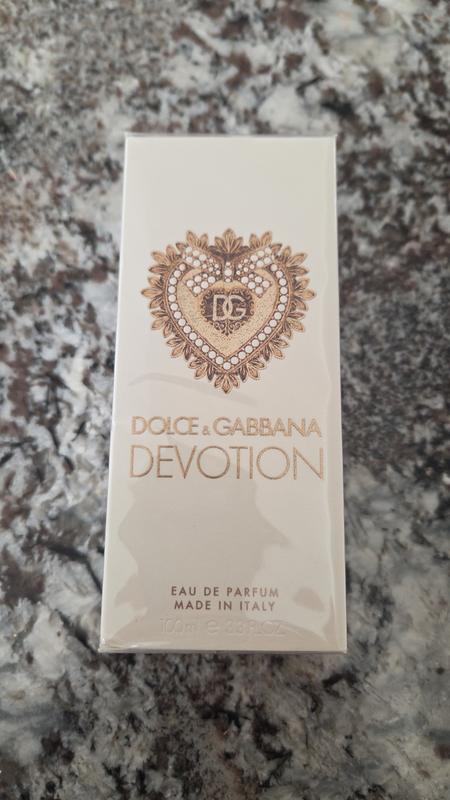 DG
DOLCE & GABBANA
DEVOTION
EAU DE PARFUM
MADE IN ITALY
100ml ℮ 3.3 FL.OZ.